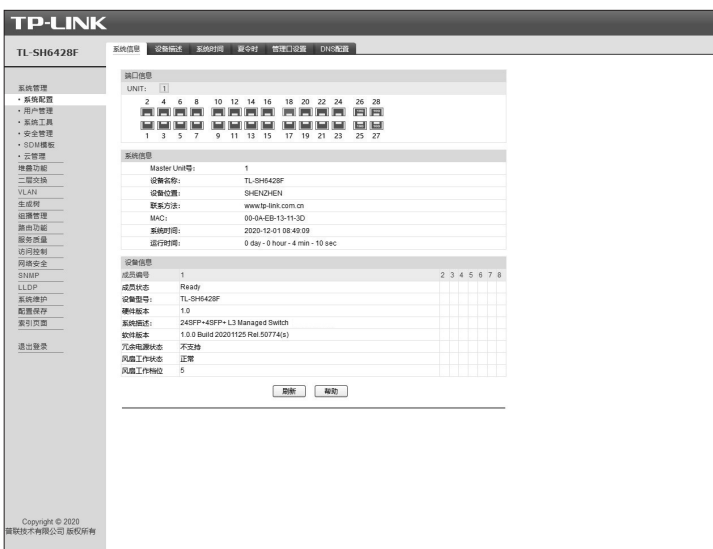 TP-LINK
TL-SH6428F
系统信息 设备描述 系统时间 夏令时 管理口设置 DNS配置
系统管理
• 系统配置
• 用户管理
• 系统工具
• 安全管理
• SDM模板
• 云管理
堆叠功能
二层交换
VLAN
生成树
组播管理
路由功能
服务质量
访问控制
网络安全
SNMP
LLDP
系统维护
配置保存
索引页面
退出登录
Copyright © 2020
普联技术有限公司 版权所有
端口信息
UNIT: 1
2 4 6 8 10 12 14 16 18 20 22 24 26 28
1 3 5 7 9 11 13 15 17 19 21 23 25 27
系统信息
Master Unit号: 1
设备名称: TL-SH6428F
设备位置: SHENZHEN
联系方法: www.tp-link.com.cn
MAC: 00-0A-EB-13-11-3D
系统时间: 2020-12-01 08:49:09
运行时间: 0 day - 0 hour - 4 min - 10 sec
设备信息
成员编号 1 2 3 4 5 6 7 8
成员状态 Ready
设备型号: TL-SH6428F
硬件版本 1.0
系统描述: 24SFP+4SFP+ L3 Managed Switch
软件版本 1.0.0 Build 20201125 Rel.50774(s)
冗余电源状态 不支持
风扇工作状态 正常
风扇工作档位 5
刷新 帮助